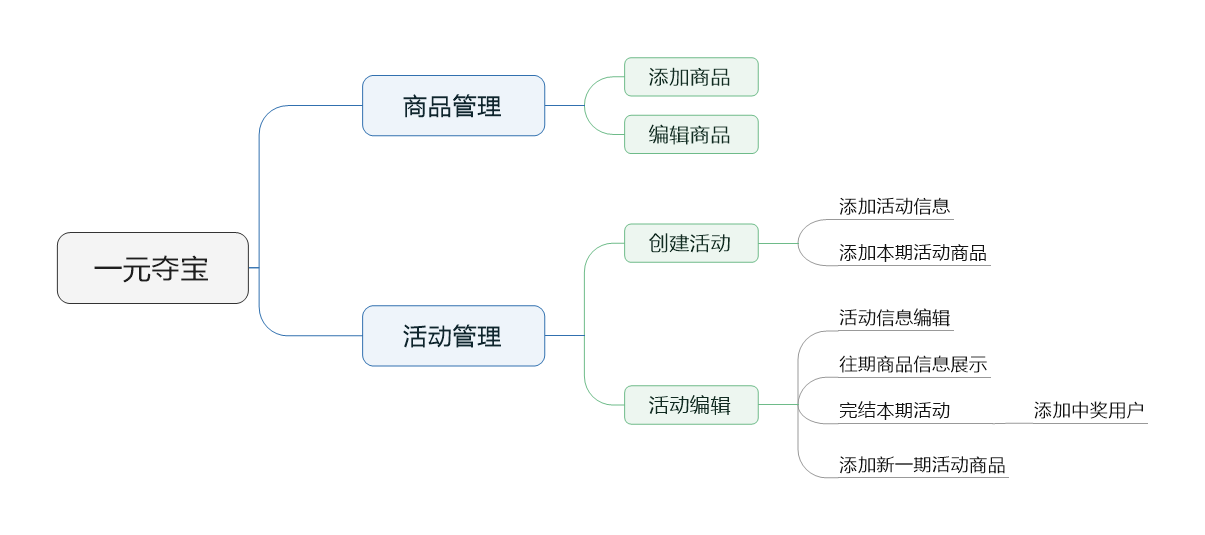 一元夺宝
商品管理
添加商品
编辑商品
活动管理
创建活动
添加活动信息
添加本期活动商品
活动编辑
活动信息编辑
往期商品信息展示
完结本期活动
添加中奖用户
添加新一期活动商品